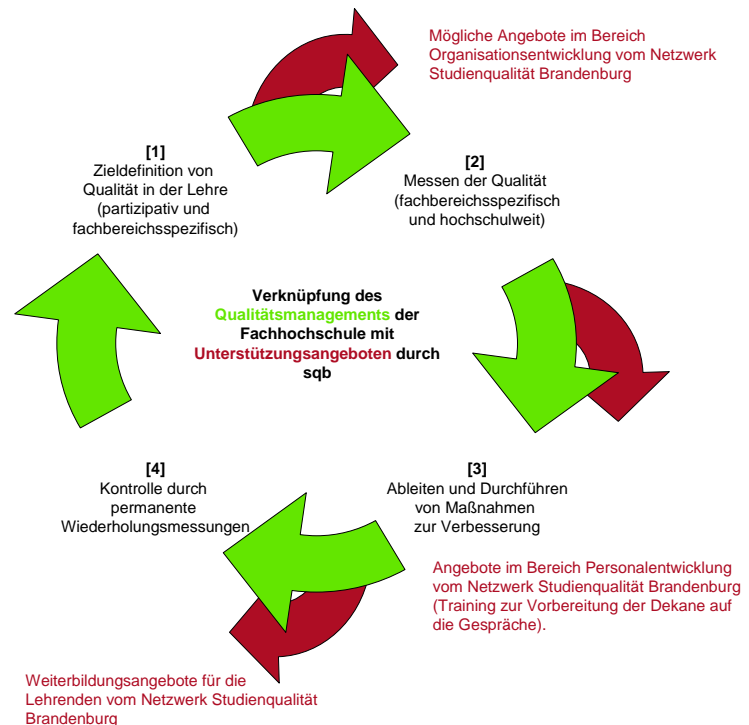 Mögliche Angebote im Bereich
Organisationsentwicklung vom Netzwerk
Studienqualität Brandenburg
[1]
Zieldefinition von
Qualität in der Lehre
(partizipativ und
fachbereichsspezifisch)
[2]
Messen der Qualität
(fachbereichsspezifisch
und hochschulweit)
Verknüpfung des
Qualitätsmanagements der
Fachhochschule mit
Unterstützungsangeboten durch
sqb
[4]
Kontrolle durch
permanente
Wiederholungsmessungen
[3]
Ableiten und Durchführen
von Maßnahmen
zur Verbesserung
Angebote im Bereich Personalentwicklung
vom Netzwerk Studienqualität Brandenburg
(Training zur Vorbereitung der Dekane auf
die Gespräche).
Weiterbildungsangebote für die
Lehrenden vom Netzwerk Studienqualität
Brandenburg